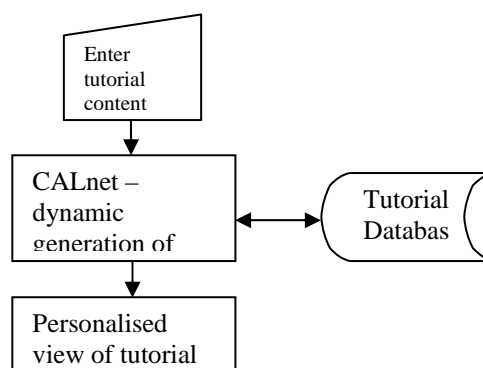 Enter
tutorial
content
CALnet –
dynamic
generation of
Tutorial
Databas
Personalised
view of tutorial